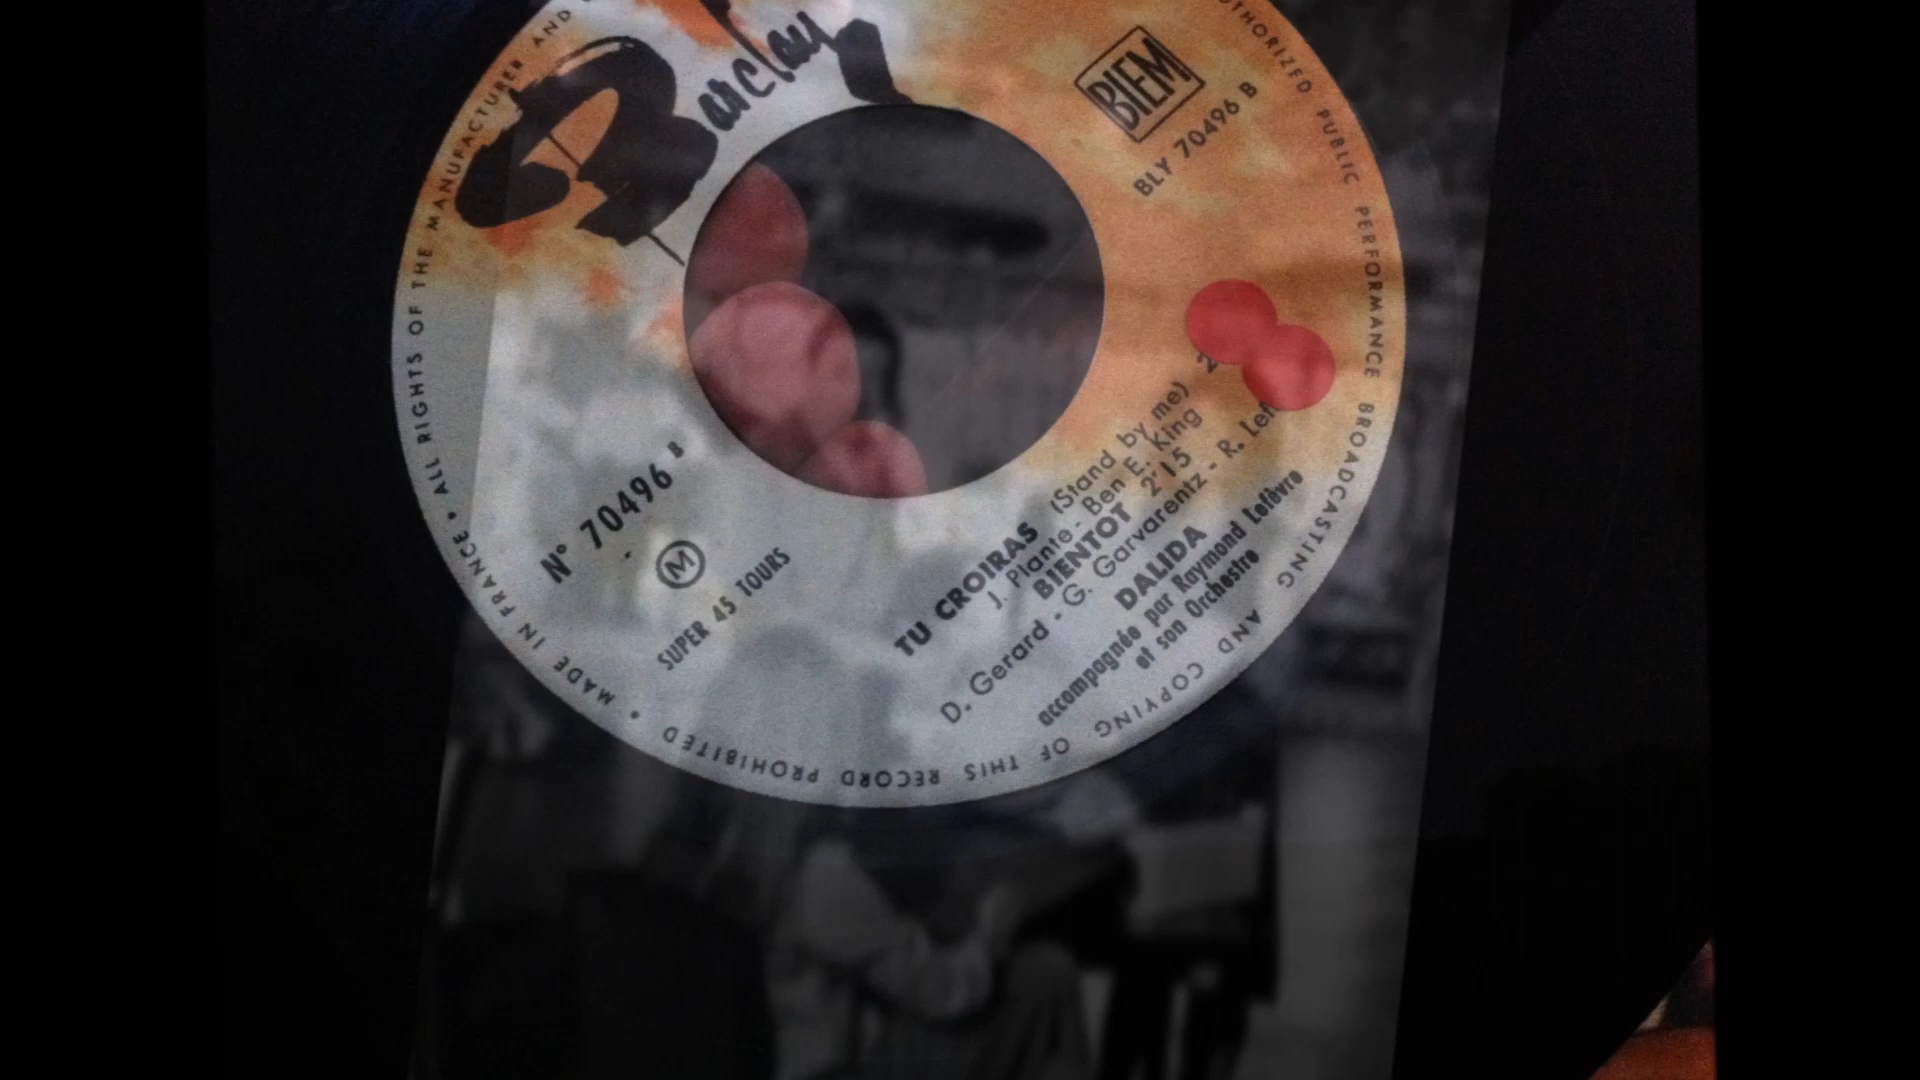 Barclay
BIEM
BLY 70496 B
N° 70496 B
M
SUPER 45 TOURS
TU CROIRAS (Stand by me) 2
J. Plante - Ben E. King
BIENTOT 2'15
D. Gerard - G. Garvarentz - R. Lef
DALIDA
accompagnée par Raymond Lefèvre
et son Orchestre
MADE IN FRANCE • ALL RIGHTS OF THE MANUFACTURER AND
PUBLIC PERFORMANCE BROADCASTING AND COPYING OF THIS RECORD PROHIBITED •